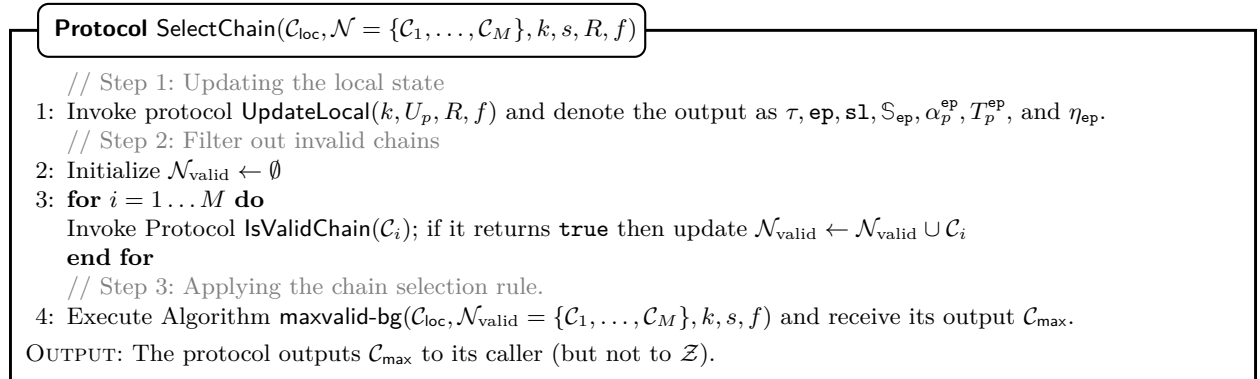 Protocol SelectChain(𝒞_loc, 𝒩 = {𝒞_1, …, 𝒞_M}, k, s, R, f)
// Step 1: Updating the local state
1: Invoke protocol UpdateLocal(k, U_p, R, f) and denote the output as τ, ep, sl, 𝕊_ep, α_p^ep, T_p^ep, and η_ep.
// Step 2: Filter out invalid chains
2: Initialize 𝒩_valid ← ∅
3: for i = 1 … M do
Invoke Protocol IsValidChain(𝒞_i); if it returns true then update 𝒩_valid ← 𝒩_valid ∪ 𝒞_i
end for
// Step 3: Applying the chain selection rule.
4: Execute Algorithm maxvalid-bg(𝒞_loc, 𝒩_valid = {𝒞_1, …, 𝒞_M}, k, s, f) and receive its output 𝒞_max.
OUTPUT: The protocol outputs 𝒞_max to its caller (but not to 𝒵).